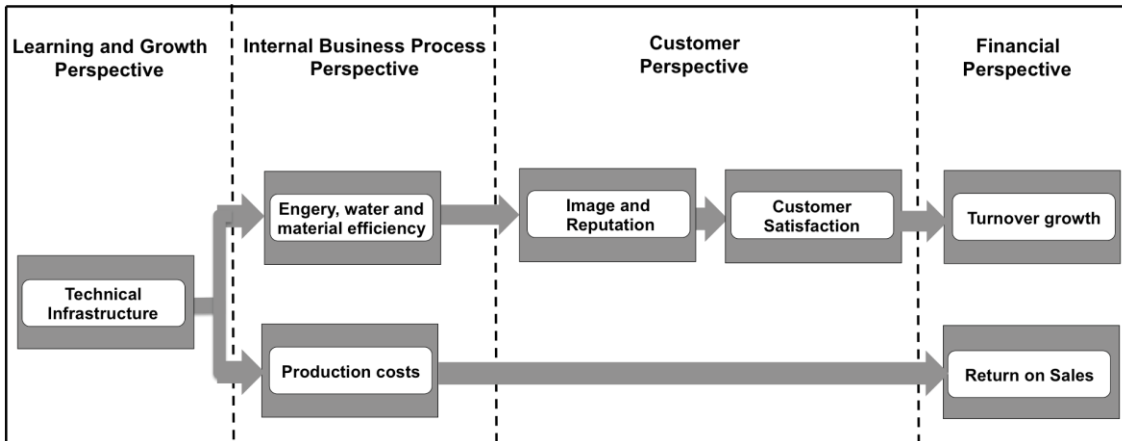 Learning and Growth
Perspective
Internal Business Process
Perspective
Customer
Perspective
Financial
Perspective
Engery, water and
material efficiency
Image and
Reputation
Customer
Satisfaction
Turnover growth
Technical
Infrastructure
Production costs
Return on Sales